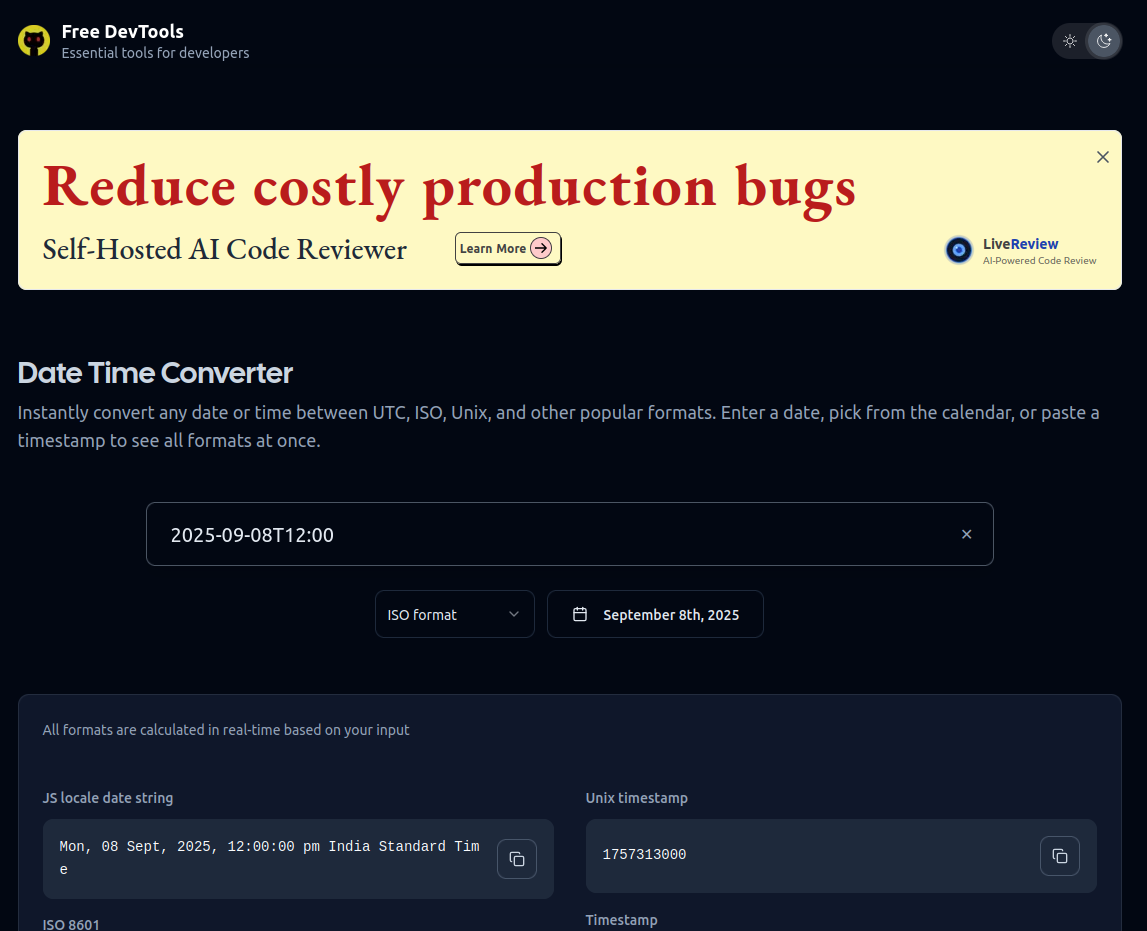 Free DevTools
Essential tools for developers
Reduce costly production bugs
Self-Hosted AI Code Reviewer
Learn More
LiveReview
AI-Powered Code Review
Date Time Converter
Instantly convert any date or time between UTC, ISO, Unix, and other popular formats. Enter a date, pick from the calendar, or paste a
timestamp to see all formats at once.
2025-09-08T12:00
ISO format
September 8th, 2025
All formats are calculated in real-time based on your input
JS locale date string
Mon, 08 Sept, 2025, 12:00:00 pm India Standard Tim
e
Unix timestamp
1757313000
ISO 8601
Timestamp